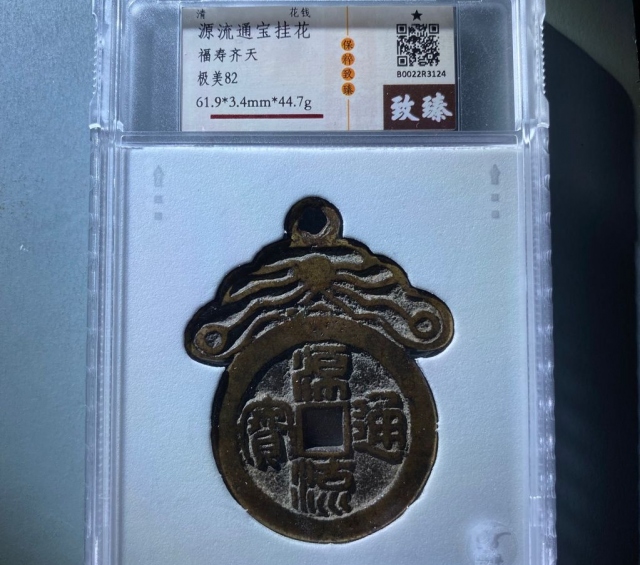 清 花钱
源流通宝挂花
福寿齐天
极美82
61.9*3.4mm*44.7g
保粹致臻
B0022R3124
致臻
源
寶 通
流